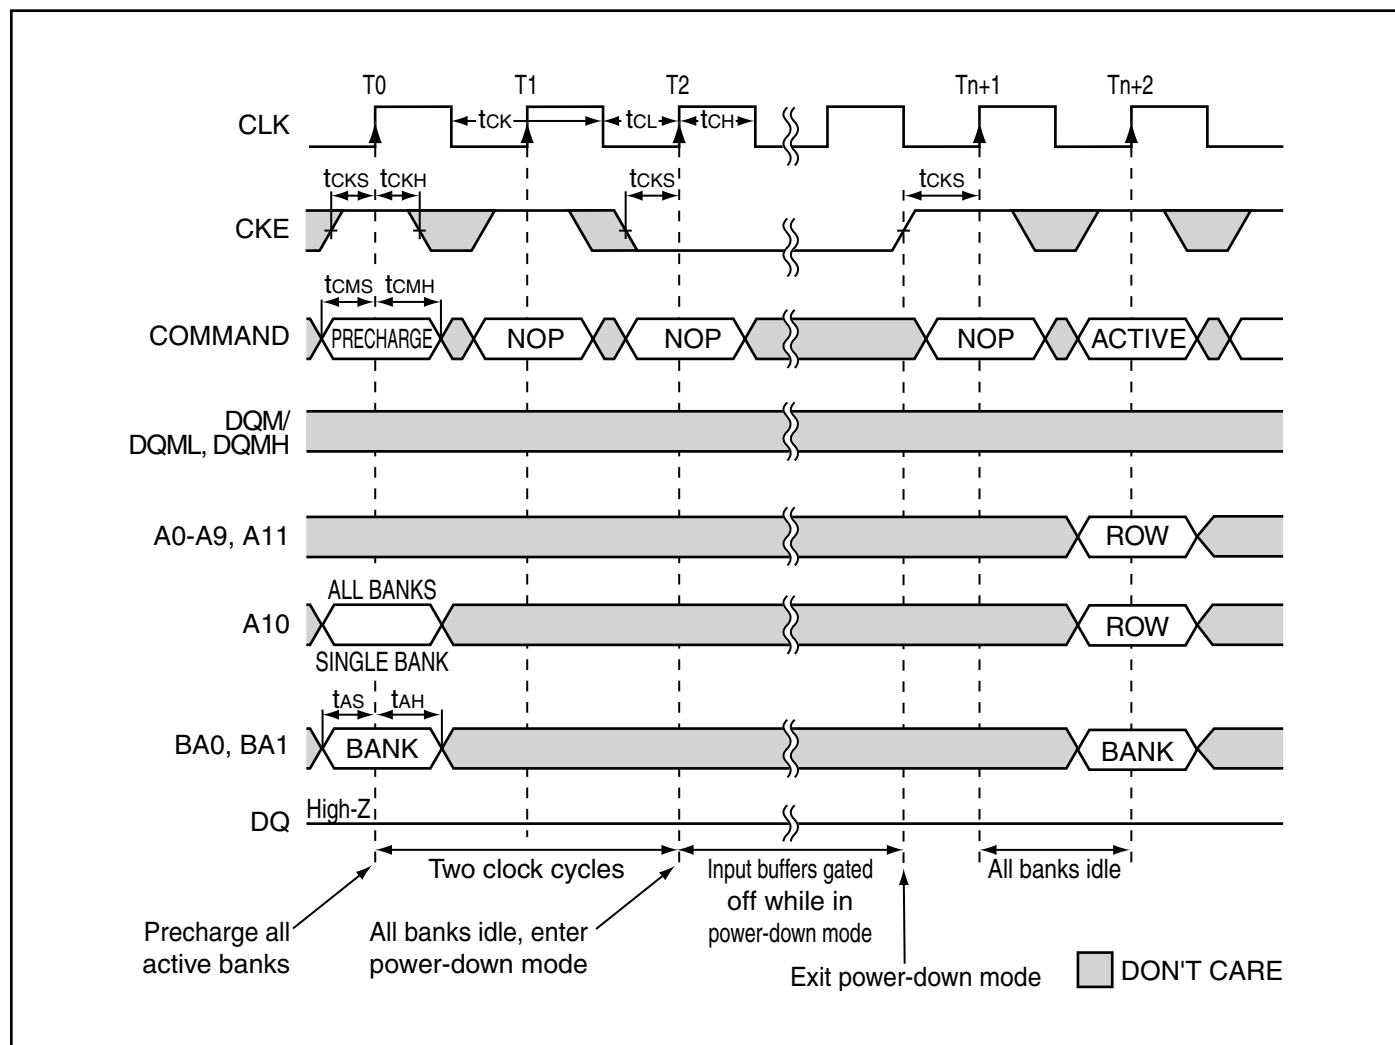 T0 T1 T2 Tn+1 Tn+2
CLK tCK tCL tCH
tCKS tCKH tCKS tCKS
CKE
tCMS tCMH
COMMAND PRECHARGE NOP NOP NOP ACTIVE
DQM/
DQML, DQMH
A0-A9, A11 ROW
ALL BANKS
A10 ROW
SINGLE BANK
tAS tAH
BA0, BA1 BANK BANK
High-Z
DQ
Two clock cycles
Input buffers gated
off while in
power-down mode
All banks idle
Precharge all
active banks
All banks idle, enter
power-down mode
Exit power-down mode
DON'T CARE